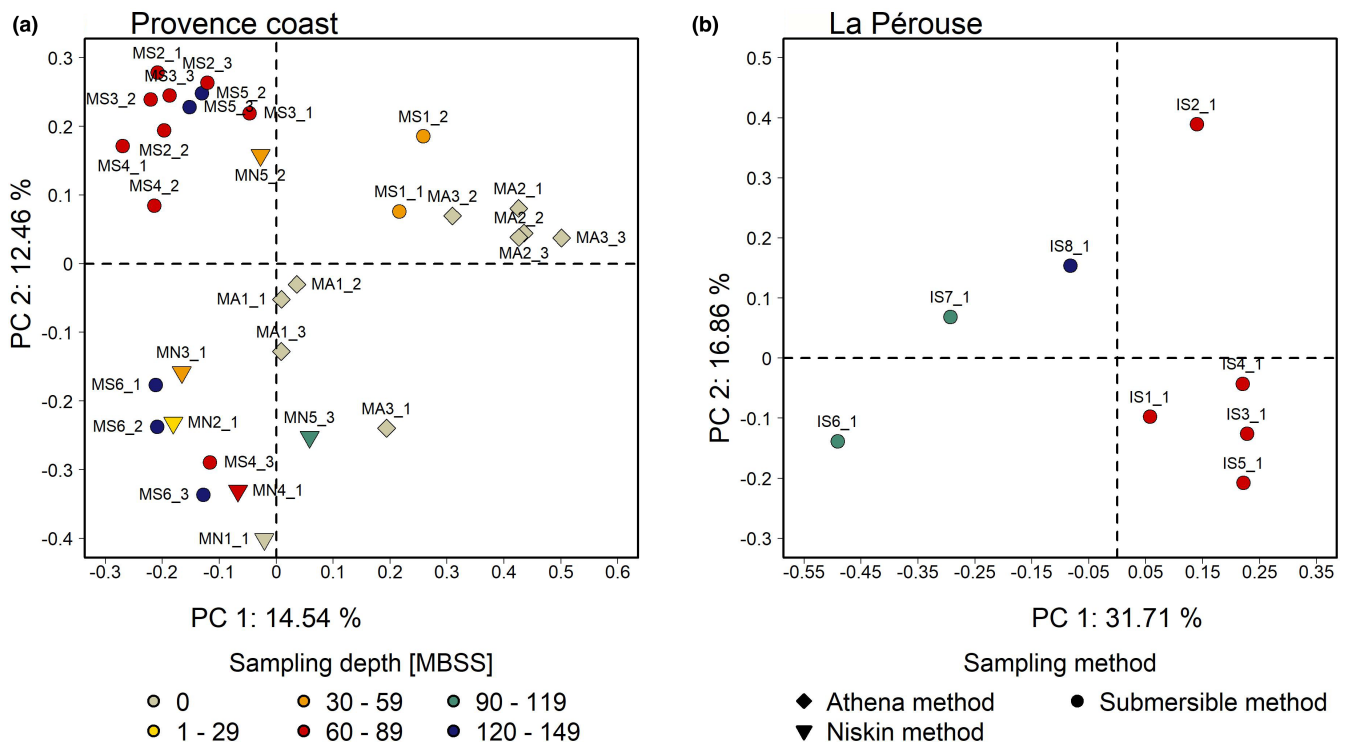 (a) Provence coast
(b) La Pérouse
PC 2: 12.46 %
0.3
0.2
0.1
0
-0.1
-0.2
-0.3
-0.4
MS2_1
MS2_3
MS3_3
MS3_2
MS5_2
MS5_3
MS3_1
MS2_2
MS4_1
MS4_2
MN5_2
MS1_2
MS1_1
MA3_2
MA2_1
MA2_2
MA3_3
MA2_3
MA1_2
MA1_1
MA1_3
MN3_1
MS6_1
MS6_2
MN2_1
MN5_3
MA3_1
MS4_3
MS6_3
MN4_1
MN1_1
-0.3 -0.2 -0.1 0 0.1 0.2 0.3 0.4 0.5 0.6
PC 1: 14.54 %
PC 2: 16.86 %
0.5
0.4
0.3
0.2
0.1
0
-0.1
-0.2
-0.3
IS2_1
IS8_1
IS7_1
IS4_1
IS1_1
IS3_1
IS6_1
IS5_1
-0.55 -0.45 -0.35 -0.25 -0.15 -0.05 0.05 0.15 0.25 0.35
PC 1: 31.71 %
Sampling depth [MBSS]
0 30 - 59 90 - 119
1 - 29 60 - 89 120 - 149
Sampling method
Athena method Submersible method
Niskin method